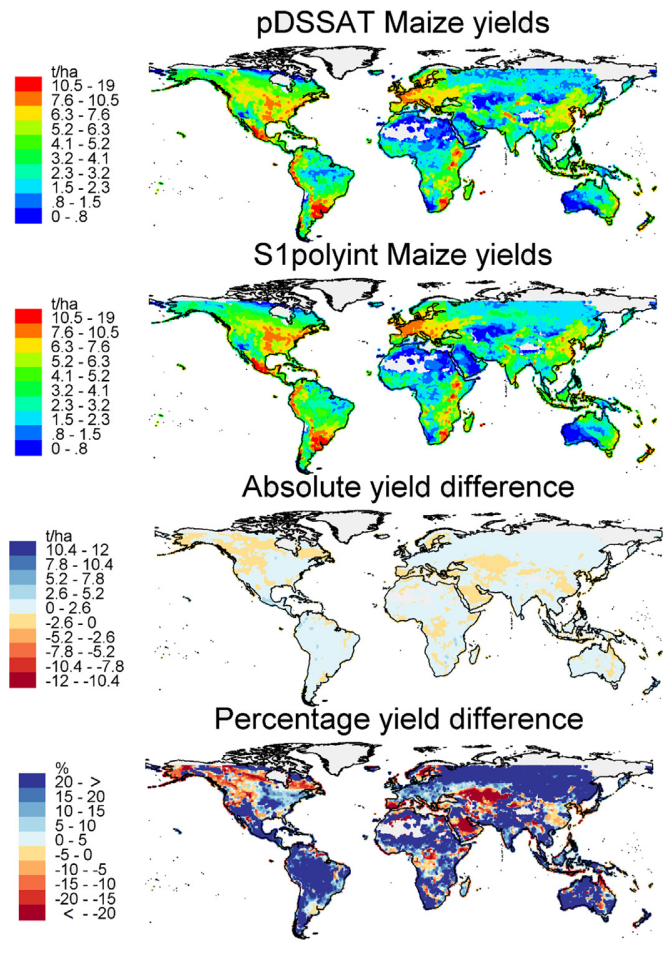 pDSSAT Maize yields
t/ha
10.5 - 19
7.6 - 10.5
6.3 - 7.6
5.2 - 6.3
4.1 - 5.2
3.2 - 4.1
2.3 - 3.2
1.5 - 2.3
.8 - 1.5
0 - .8
S1polyint Maize yields
t/ha
10.5 - 19
7.6 - 10.5
6.3 - 7.6
5.2 - 6.3
4.1 - 5.2
3.2 - 4.1
2.3 - 3.2
1.5 - 2.3
.8 - 1.5
0 - .8
Absolute yield difference
t/ha
10.4 - 12
7.8 - 10.4
5.2 - 7.8
2.6 - 5.2
0 - 2.6
-2.6 - 0
-5.2 - -2.6
-7.8 - -5.2
-10.4 - -7.8
-12 - -10.4
Percentage yield difference
%
20 - >
15 - 20
10 - 15
5 - 10
0 - 5
-5 - 0
-10 - -5
-15 - -10
-20 - -15
< - -20